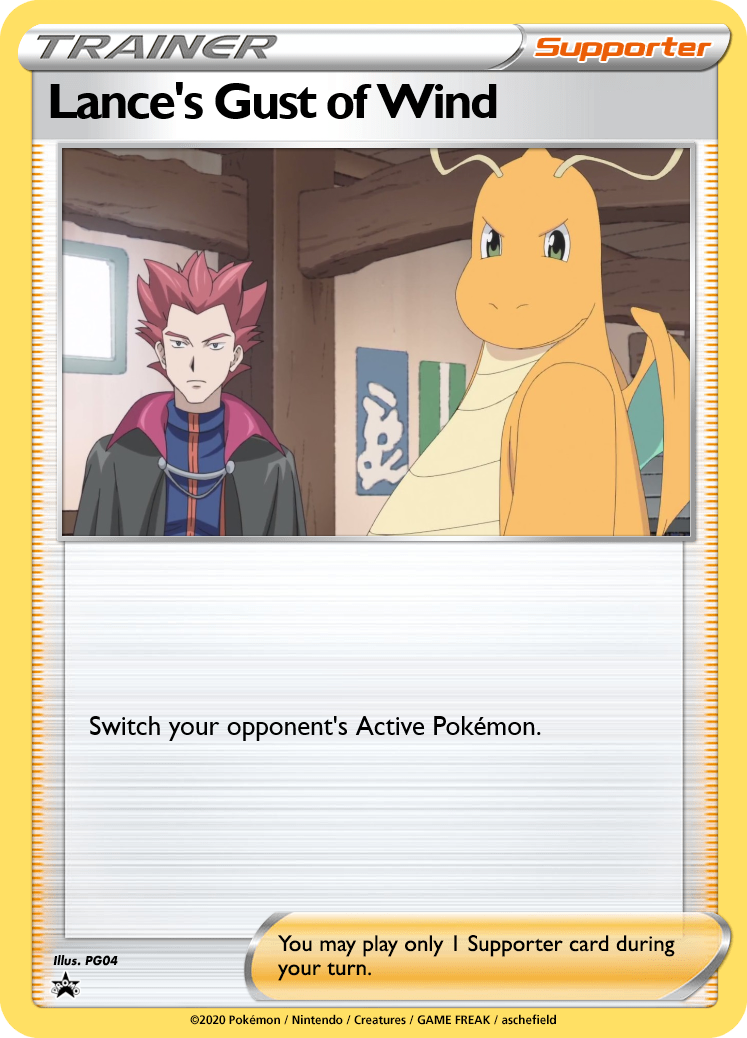 TRAINER
Supporter
Lance's Gust of Wind
Switch your opponent's Active Pokémon.
You may play only 1 Supporter card during
your turn.
Illus. PG04
PROMO
©2020 Pokémon / Nintendo / Creatures / GAME FREAK / aschefield